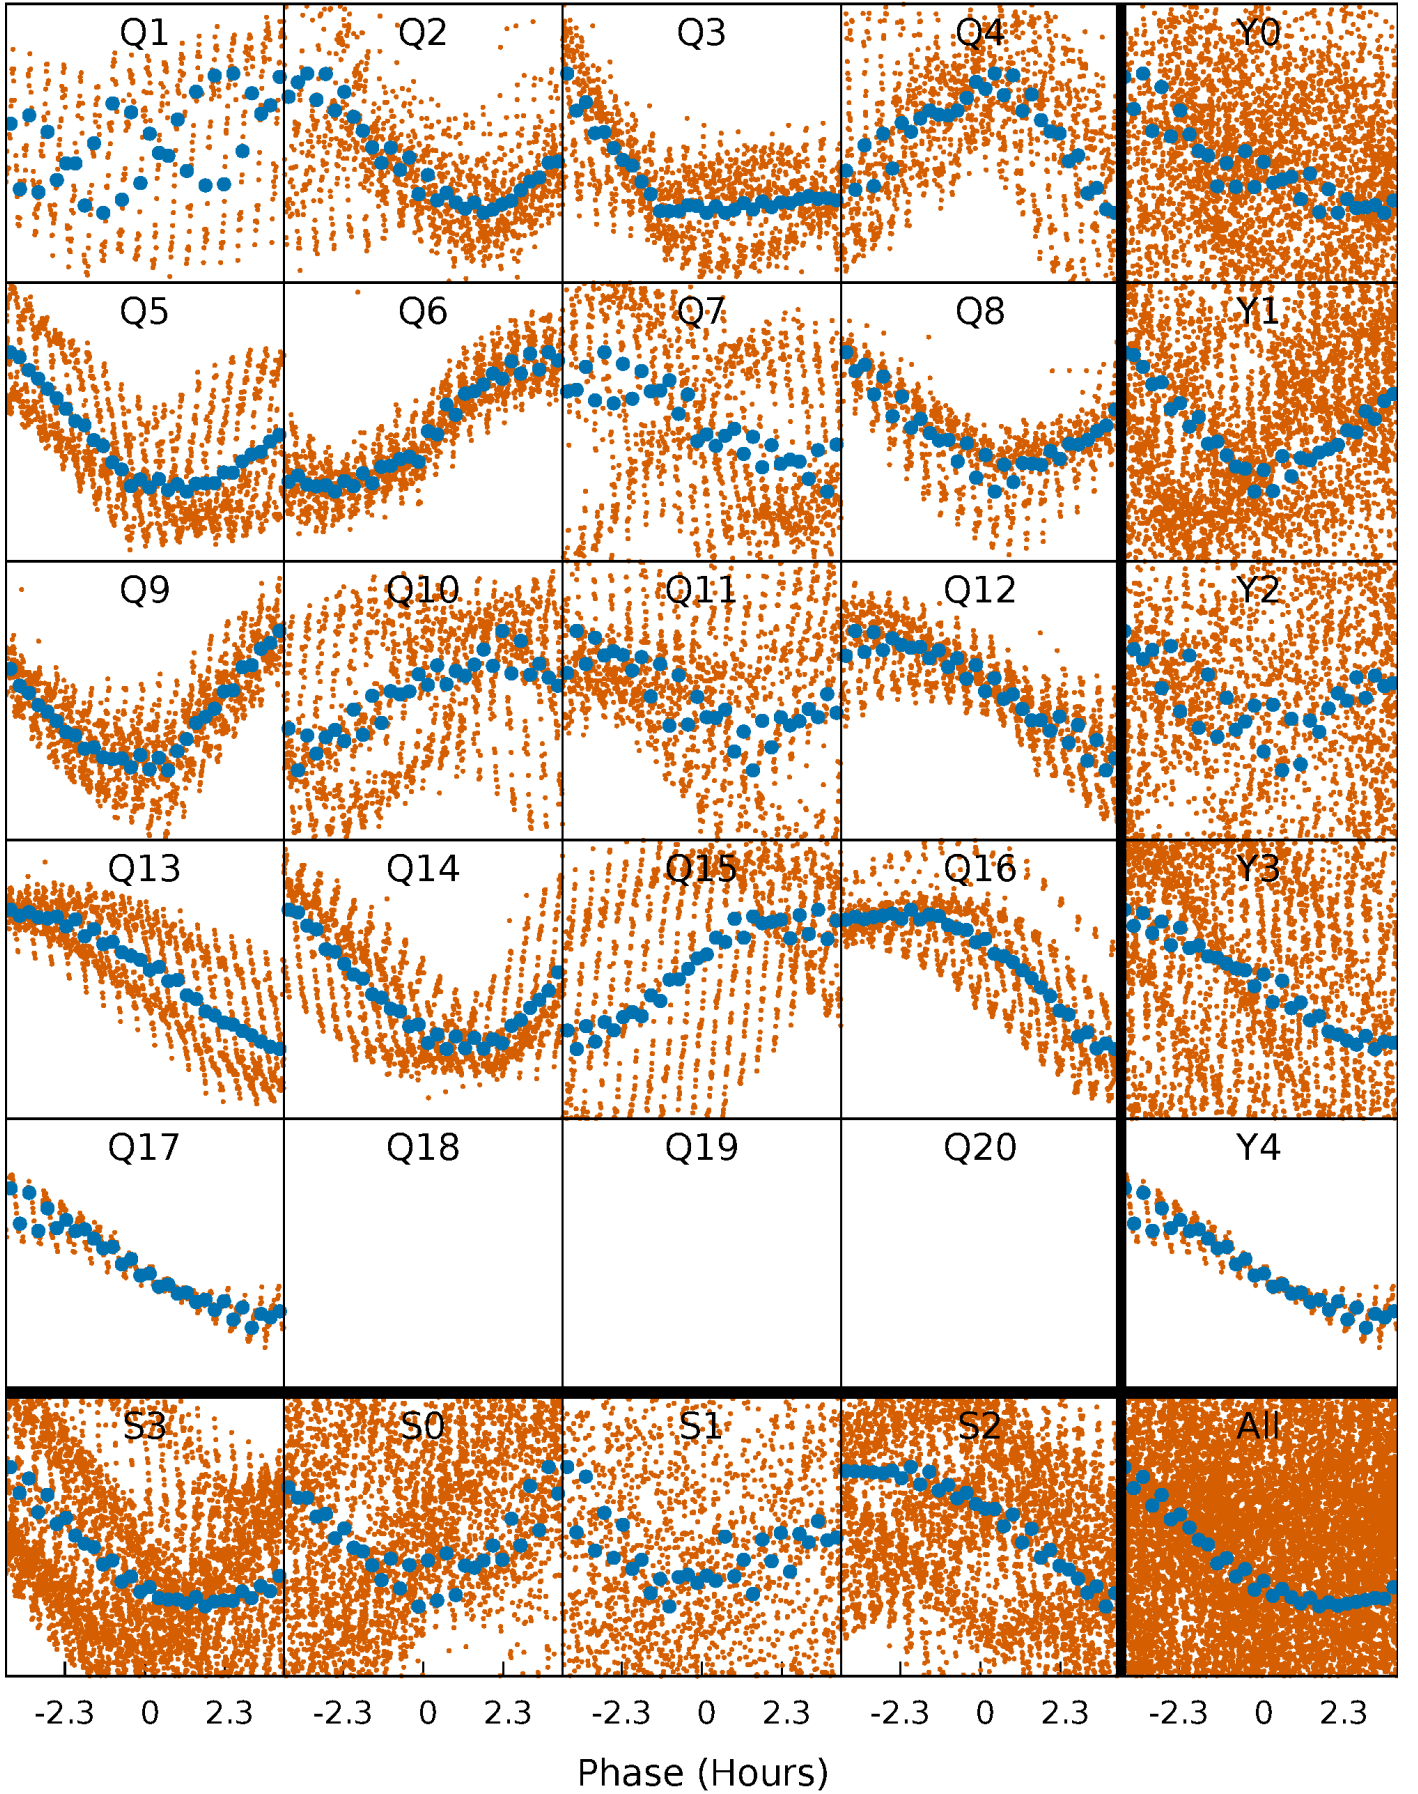 Q1 Q2 Q3 Q4 Y0
Q5 Q6 Q7 Q8 Y1
Q9 Q10 Q11 Q12 Y2
Q13 Q14 Q15 Q16 Y3
Q17 Q18 Q19 Q20 Y4
S3 S0 S1 S2 All
-2.3 0 2.3 -2.3 0 2.3 -2.3 0 2.3 -2.3 0 2.3 -2.3 0 2.3
Phase (Hours)